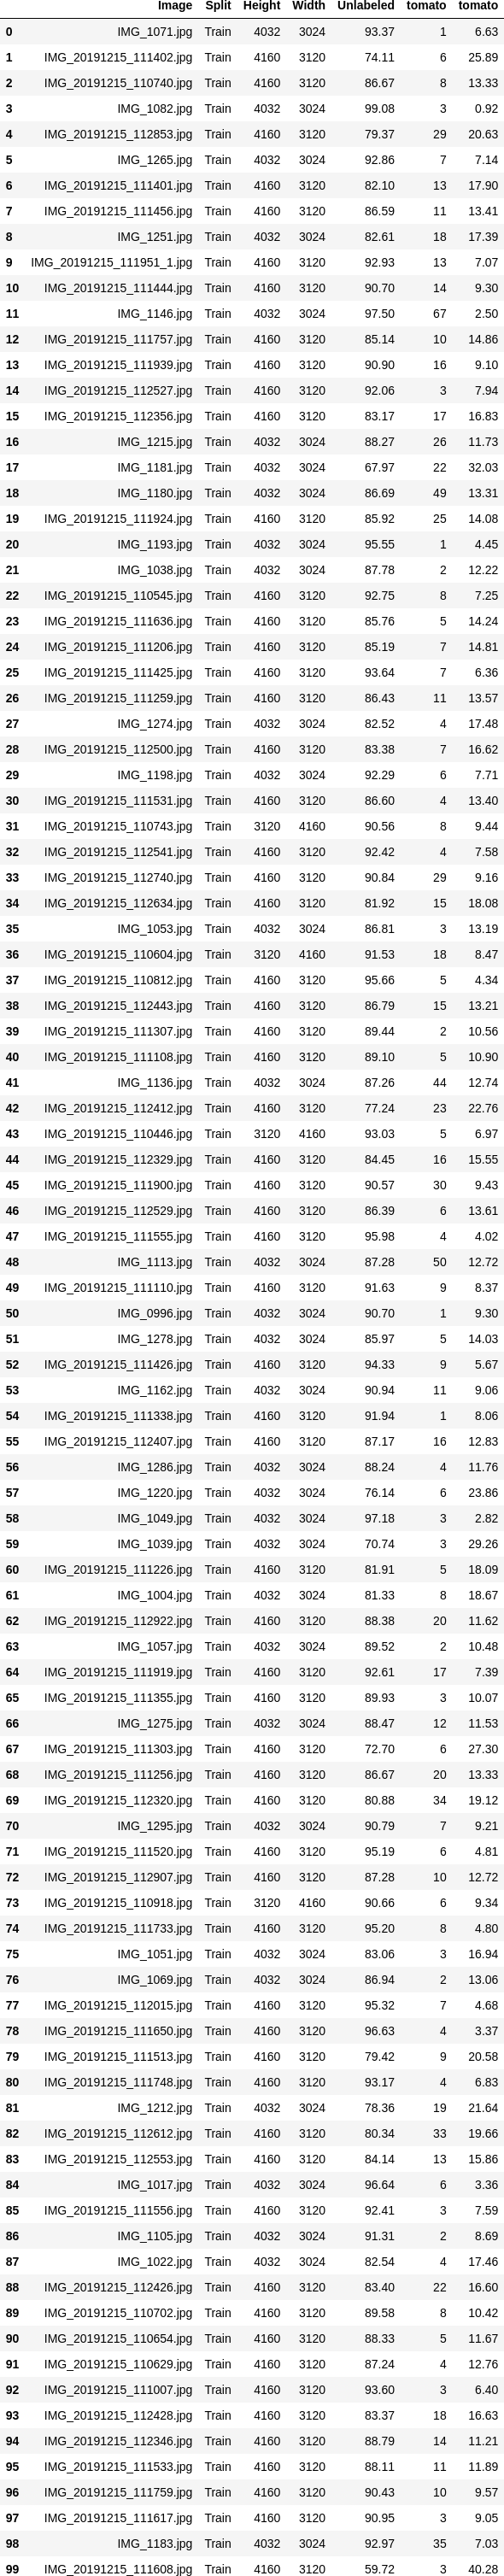 Image Split Height Width Unlabeled tomato tomato
0 IMG_1071.jpg Train 4032 3024 93.37 1 6.63
1 IMG_20191215_111402.jpg Train 4160 3120 74.11 6 25.89
2 IMG_20191215_110740.jpg Train 4160 3120 86.67 8 13.33
3 IMG_1082.jpg Train 4032 3024 99.08 3 0.92
4 IMG_20191215_112853.jpg Train 4160 3120 79.37 29 20.63
5 IMG_1265.jpg Train 4032 3024 92.86 7 7.14
6 IMG_20191215_111401.jpg Train 4160 3120 82.10 13 17.90
7 IMG_20191215_111456.jpg Train 4160 3120 86.59 11 13.41
8 IMG_1251.jpg Train 4032 3024 82.61 18 17.39
9 IMG_20191215_111951_1.jpg Train 4160 3120 92.93 13 7.07
10 IMG_20191215_111444.jpg Train 4160 3120 90.70 14 9.30
11 IMG_1146.jpg Train 4032 3024 97.50 67 2.50
12 IMG_20191215_111757.jpg Train 4160 3120 85.14 10 14.86
13 IMG_20191215_111939.jpg Train 4160 3120 90.90 16 9.10
14 IMG_20191215_112527.jpg Train 4160 3120 92.06 3 7.94
15 IMG_20191215_112356.jpg Train 4160 3120 83.17 17 16.83
16 IMG_1215.jpg Train 4032 3024 88.27 26 11.73
17 IMG_1181.jpg Train 4032 3024 67.97 22 32.03
18 IMG_1180.jpg Train 4032 3024 86.69 49 13.31
19 IMG_20191215_111924.jpg Train 4160 3120 85.92 25 14.08
20 IMG_1193.jpg Train 4032 3024 95.55 1 4.45
21 IMG_1038.jpg Train 4032 3024 87.78 2 12.22
22 IMG_20191215_110545.jpg Train 4160 3120 92.75 8 7.25
23 IMG_20191215_111636.jpg Train 4160 3120 85.76 5 14.24
24 IMG_20191215_111206.jpg Train 4160 3120 85.19 7 14.81
25 IMG_20191215_111425.jpg Train 4160 3120 93.64 7 6.36
26 IMG_20191215_111259.jpg Train 4160 3120 86.43 11 13.57
27 IMG_1274.jpg Train 4032 3024 82.52 4 17.48
28 IMG_20191215_112500.jpg Train 4160 3120 83.38 7 16.62
29 IMG_1198.jpg Train 4032 3024 92.29 6 7.71
30 IMG_20191215_111531.jpg Train 4160 3120 86.60 4 13.40
31 IMG_20191215_110743.jpg Train 3120 4160 90.56 8 9.44
32 IMG_20191215_112541.jpg Train 4160 3120 92.42 4 7.58
33 IMG_20191215_112740.jpg Train 4160 3120 90.84 29 9.16
34 IMG_20191215_112634.jpg Train 4160 3120 81.92 15 18.08
35 IMG_1053.jpg Train 4032 3024 86.81 3 13.19
36 IMG_20191215_110604.jpg Train 3120 4160 91.53 18 8.47
37 IMG_20191215_110812.jpg Train 4160 3120 95.66 5 4.34
38 IMG_20191215_112443.jpg Train 4160 3120 86.79 15 13.21
39 IMG_20191215_111307.jpg Train 4160 3120 89.44 2 10.56
40 IMG_20191215_111108.jpg Train 4160 3120 89.10 5 10.90
41 IMG_1136.jpg Train 4032 3024 87.26 44 12.74
42 IMG_20191215_112412.jpg Train 4160 3120 77.24 23 22.76
43 IMG_20191215_110446.jpg Train 3120 4160 93.03 5 6.97
44 IMG_20191215_112329.jpg Train 4160 3120 84.45 16 15.55
45 IMG_20191215_111900.jpg Train 4160 3120 90.57 30 9.43
46 IMG_20191215_112529.jpg Train 4160 3120 86.39 6 13.61
47 IMG_20191215_111555.jpg Train 4160 3120 95.98 4 4.02
48 IMG_1113.jpg Train 4032 3024 87.28 50 12.72
49 IMG_20191215_111110.jpg Train 4160 3120 91.63 9 8.37
50 IMG_0996.jpg Train 4032 3024 90.70 1 9.30
51 IMG_1278.jpg Train 4032 3024 85.97 5 14.03
52 IMG_20191215_111426.jpg Train 4160 3120 94.33 9 5.67
53 IMG_1162.jpg Train 4032 3024 90.94 11 9.06
54 IMG_20191215_111338.jpg Train 4160 3120 91.94 1 8.06
55 IMG_20191215_112407.jpg Train 4160 3120 87.17 16 12.83
56 IMG_1286.jpg Train 4032 3024 88.24 4 11.76
57 IMG_1220.jpg Train 4032 3024 76.14 6 23.86
58 IMG_1049.jpg Train 4032 3024 97.18 3 2.82
59 IMG_1039.jpg Train 4032 3024 70.74 3 29.26
60 IMG_20191215_111226.jpg Train 4160 3120 81.91 5 18.09
61 IMG_1004.jpg Train 4032 3024 81.33 8 18.67
62 IMG_20191215_112922.jpg Train 4160 3120 88.38 20 11.62
63 IMG_1057.jpg Train 4032 3024 89.52 2 10.48
64 IMG_20191215_111919.jpg Train 4160 3120 92.61 17 7.39
65 IMG_20191215_111355.jpg Train 4160 3120 89.93 3 10.07
66 IMG_1275.jpg Train 4032 3024 88.47 12 11.53
67 IMG_20191215_111303.jpg Train 4160 3120 72.70 6 27.30
68 IMG_20191215_111256.jpg Train 4160 3120 86.67 20 13.33
69 IMG_20191215_112320.jpg Train 4160 3120 80.88 34 19.12
70 IMG_1295.jpg Train 4032 3024 90.79 7 9.21
71 IMG_20191215_111520.jpg Train 4160 3120 95.19 6 4.81
72 IMG_20191215_112907.jpg Train 4160 3120 87.28 10 12.72
73 IMG_20191215_110918.jpg Train 3120 4160 90.66 6 9.34
74 IMG_20191215_111733.jpg Train 4160 3120 95.20 8 4.80
75 IMG_1051.jpg Train 4032 3024 83.06 3 16.94
76 IMG_1069.jpg Train 4032 3024 86.94 2 13.06
77 IMG_20191215_112015.jpg Train 4160 3120 95.32 7 4.68
78 IMG_20191215_111650.jpg Train 4160 3120 96.63 4 3.37
79 IMG_20191215_111513.jpg Train 4160 3120 79.42 9 20.58
80 IMG_20191215_111748.jpg Train 4160 3120 93.17 4 6.83
81 IMG_1212.jpg Train 4032 3024 78.36 19 21.64
82 IMG_20191215_112612.jpg Train 4160 3120 80.34 33 19.66
83 IMG_20191215_112553.jpg Train 4160 3120 84.14 13 15.86
84 IMG_1017.jpg Train 4032 3024 96.64 6 3.36
85 IMG_20191215_111556.jpg Train 4160 3120 92.41 3 7.59
86 IMG_1105.jpg Train 4032 3024 91.31 2 8.69
87 IMG_1022.jpg Train 4032 3024 82.54 4 17.46
88 IMG_20191215_112426.jpg Train 4160 3120 83.40 22 16.60
89 IMG_20191215_110702.jpg Train 4160 3120 89.58 8 10.42
90 IMG_20191215_110654.jpg Train 4160 3120 88.33 5 11.67
91 IMG_20191215_110629.jpg Train 4160 3120 87.24 4 12.76
92 IMG_20191215_111007.jpg Train 4160 3120 93.60 3 6.40
93 IMG_20191215_112428.jpg Train 4160 3120 83.37 18 16.63
94 IMG_20191215_112346.jpg Train 4160 3120 88.79 14 11.21
95 IMG_20191215_111533.jpg Train 4160 3120 88.11 11 11.89
96 IMG_20191215_111759.jpg Train 4160 3120 90.43 10 9.57
97 IMG_20191215_111617.jpg Train 4160 3120 90.95 3 9.05
98 IMG_1183.jpg Train 4032 3024 92.97 35 7.03
99 IMG_20191215_111608.jpg Train 4160 3120 59.72 3 40.28